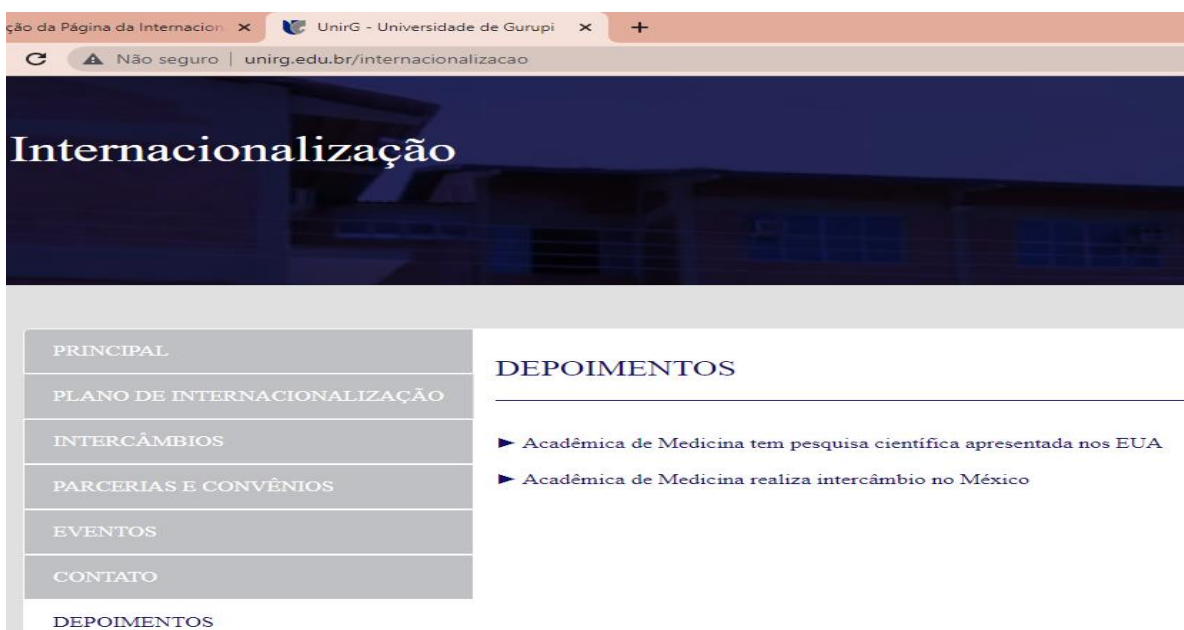 ção da Página da Internacion
UnirG - Universidade de Gurupi
Não seguro | unirg.edu.br/internacionalizacao
Internacionalização
PRINCIPAL
PLANO DE INTERNACIONALIZAÇÃO
INTERCÂMBIOS
PARCERIAS E CONVÊNIOS
EVENTOS
CONTATO
DEPOIMENTOS
DEPOIMENTOS
► Acadêmica de Medicina tem pesquisa científica apresentada nos EUA
► Acadêmica de Medicina realiza intercâmbio no México